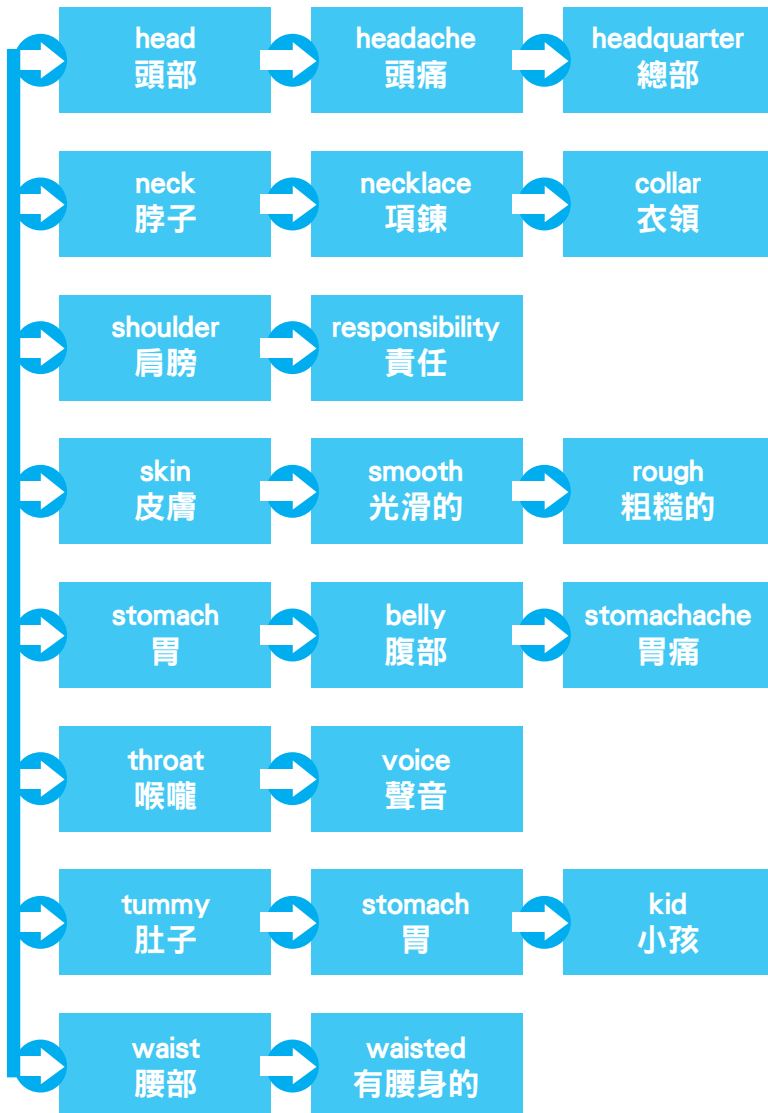 head
頭部
headache
頭痛
headquarter
總部
neck
脖子
necklace
項鍊
collar
衣領
shoulder
肩膀
responsibility
責任
skin
皮膚
smooth
光滑的
rough
粗糙的
stomach
胃
belly
腹部
stomachache
胃痛
throat
喉嚨
voice
聲音
tummy
肚子
stomach
胃
kid
小孩
waist
腰部
waisted
有腰身的